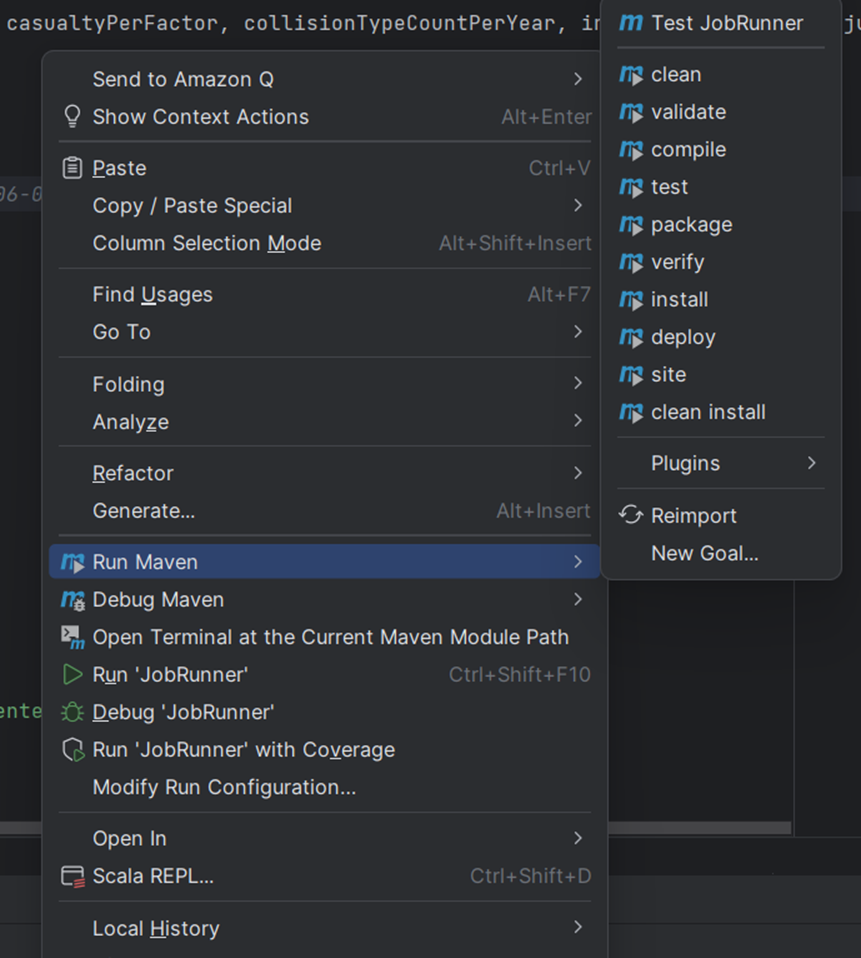 casualtyPerFactor, collisionTypeCountPerYear, in
Send to Amazon Q
Show Context Actions Alt+Enter
Paste Ctrl+V
06-0
Copy / Paste Special
Column Selection Mode Alt+Shift+Insert
Find Usages Alt+F7
Go To
Folding
Analyze
Refactor
Generate... Alt+Insert
Run Maven
Debug Maven
Open Terminal at the Current Maven Module Path
Run 'JobRunner' Ctrl+Shift+F10
ente
Debug 'JobRunner'
Run 'JobRunner' with Coverage
Modify Run Configuration...
Open In
Scala REPL... Ctrl+Shift+D
Local History
Test JobRunner
clean
validate
compile
test
package
verify
install
deploy
site
clean install
Plugins
Reimport
New Goal...